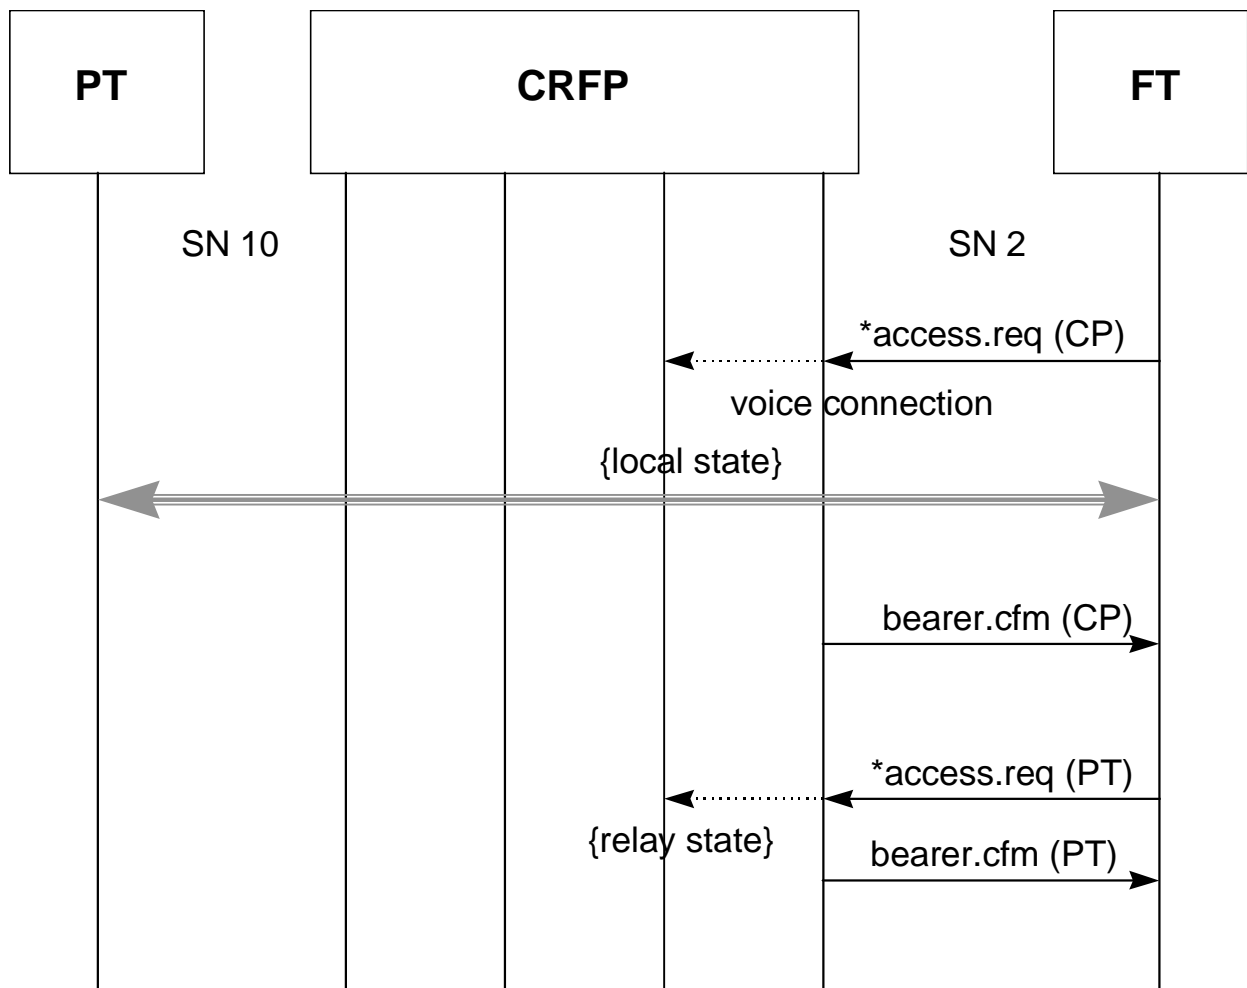 PT
CRFP
FT
SN 10
SN 2
*access.req (CP)
voice connection
{local state}
bearer.cfm (CP)
*access.req (PT)
{relay state}
bearer.cfm (PT)